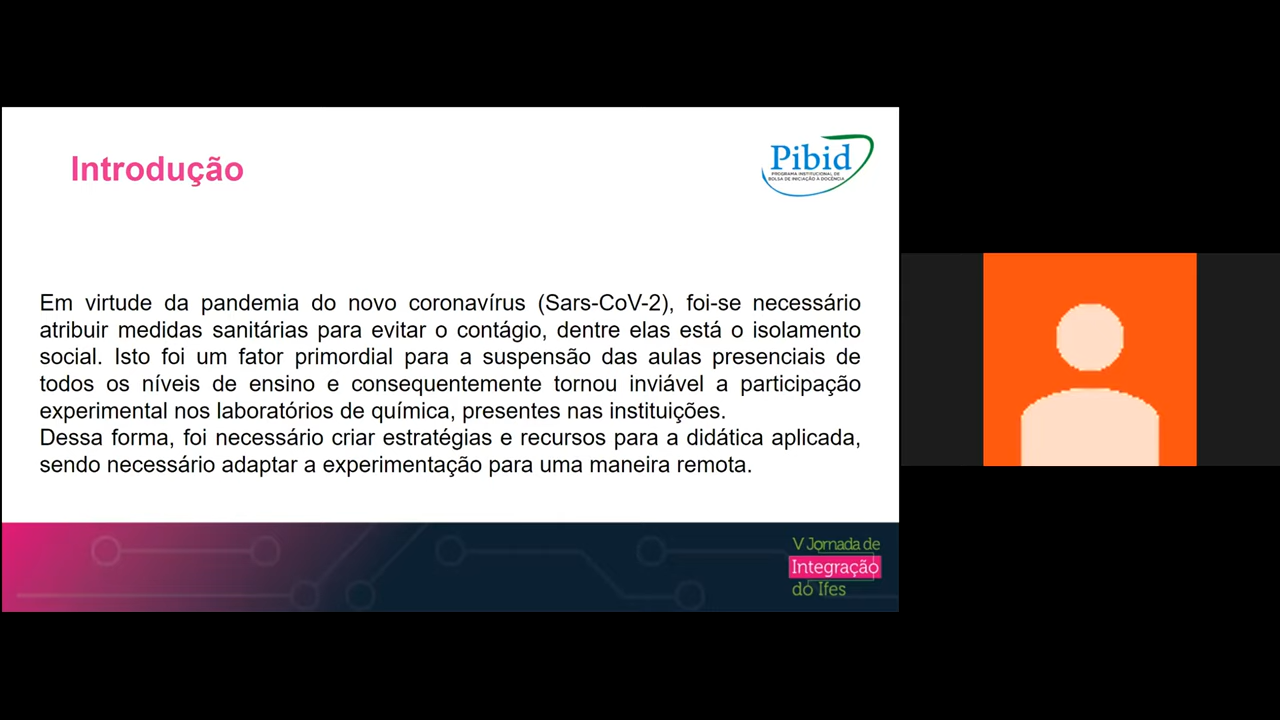 Introdução
Pibid
PROGRAMA INSTITUCIONAL DE
BOLSA DE INICIAÇÃO À DOCÊNCIA
Em virtude da pandemia do novo coronavírus (Sars-CoV-2), foi-se necessário
atribuir medidas sanitárias para evitar o contágio, dentre elas está o isolamento
social. Isto foi um fator primordial para a suspensão das aulas presenciais de
todos os níveis de ensino e consequentemente tornou inviável a participação
experimental nos laboratórios de química, presentes nas instituições.
Dessa forma, foi necessário criar estratégias e recursos para a didática aplicada,
sendo necessário adaptar a experimentação para uma maneira remota.
V Jornada de
Integração
do Ifes